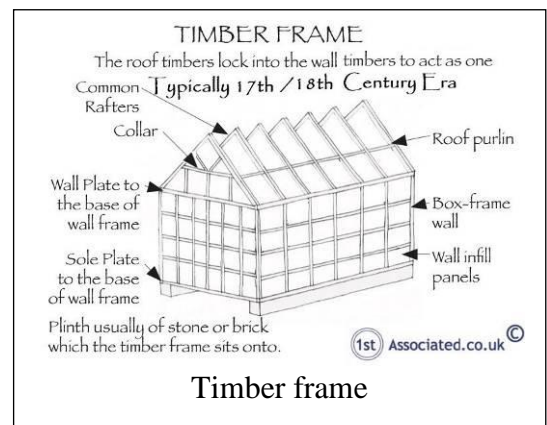 TIMBER FRAME
The roof timbers lock into the wall timbers to act as one
Typically 17th /18th Century Era
Common
Rafters
Collar
Roof purlin
Wall Plate to
the base of
wall frame
Box-frame
wall
Sole Plate
to the base
of wall frame
Wall infill
panels
Plinth usually of stone or brick
which the timber frame sits onto.
1st Associated.co.uk ©
Timber frame